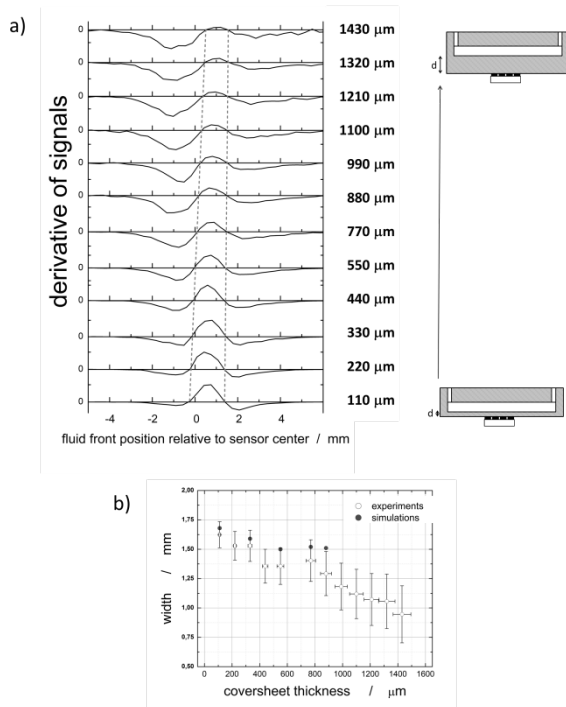 a)
derivative of signals
0
1430 μm
0
1320 μm
0
1210 μm
0
1100 μm
0
990 μm
0
880 μm
0
770 μm
0
550 μm
0
440 μm
0
330 μm
0
220 μm
0
110 μm
-4 -2 0 2 4
fluid front position relative to sensor center / mm
d
d
b)
width / mm
2,00
1,75
1,50
1,25
1,00
0,75
0,50
experiments
simulations
0 200 400 600 800 1000 1200 1400 1600
coversheet thickness / μm